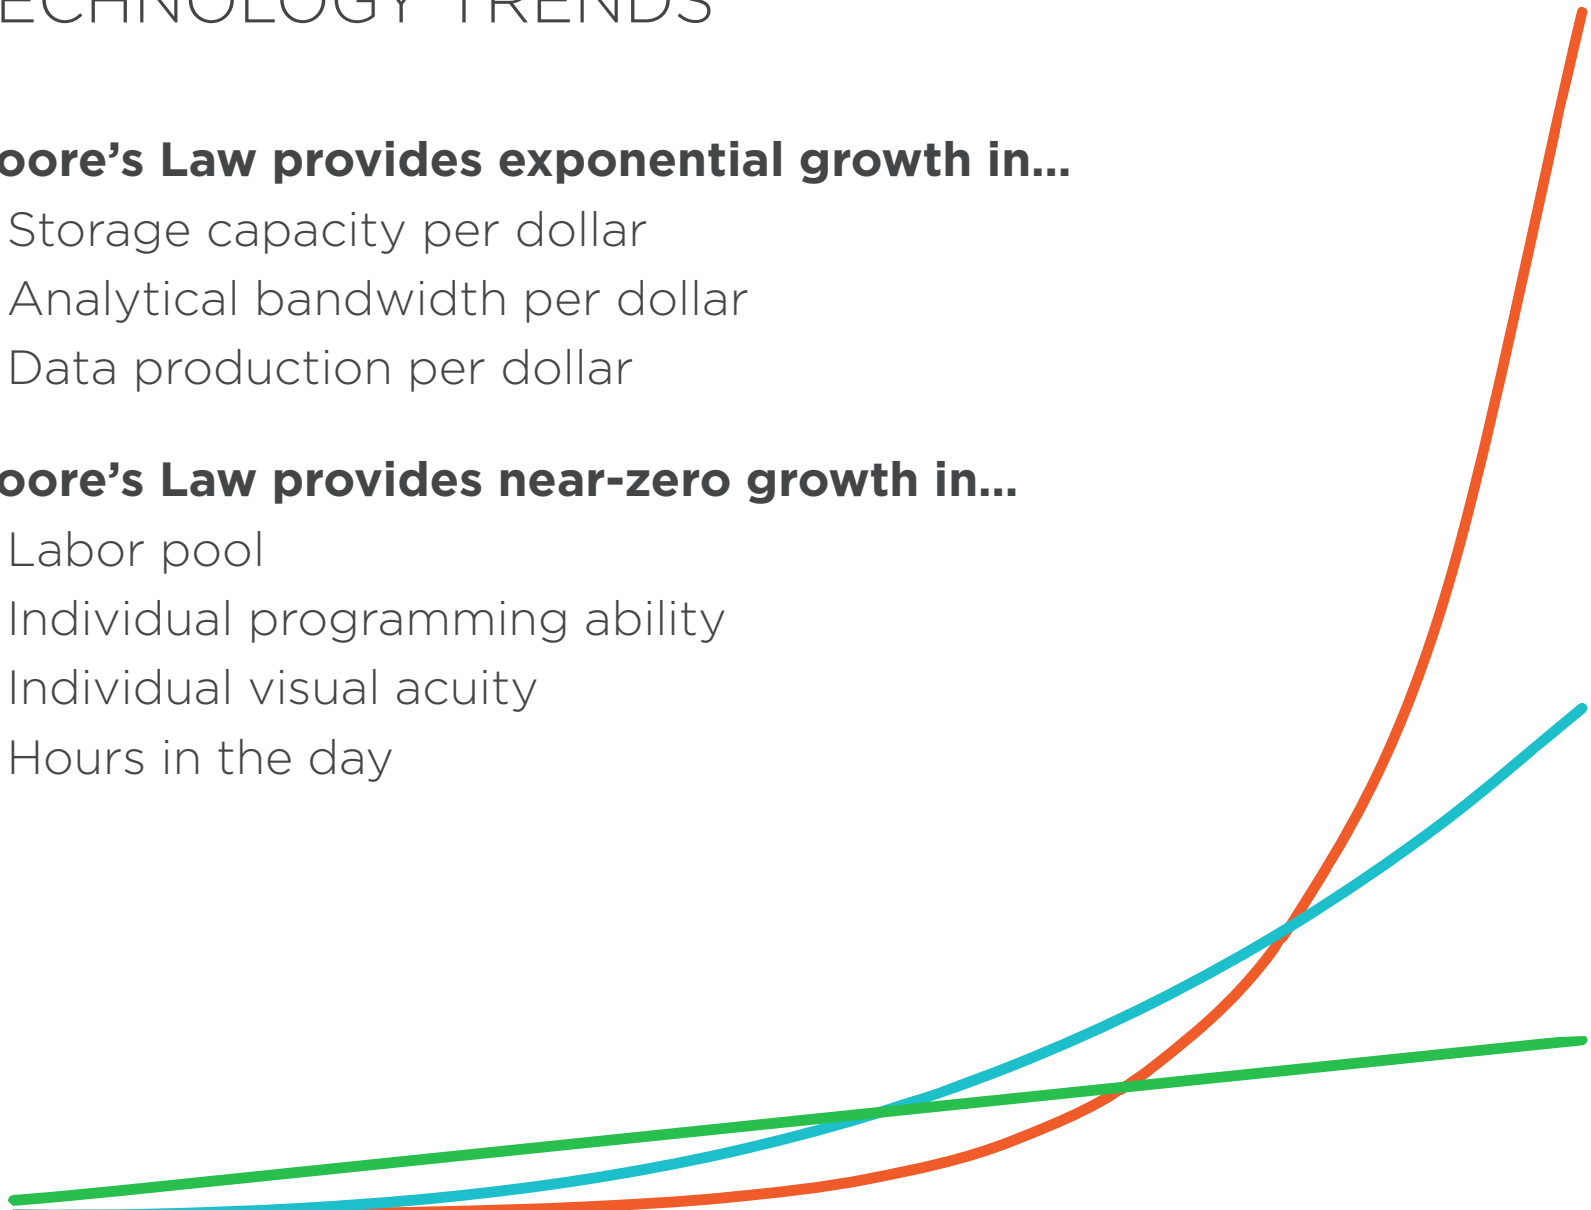 ECHNOLOGY TRENDS
oore’s Law provides exponential growth in...
Storage capacity per dollar
Analytical bandwidth per dollar
Data production per dollar
oore’s Law provides near-zero growth in...
Labor pool
Individual programming ability
Individual visual acuity
Hours in the day